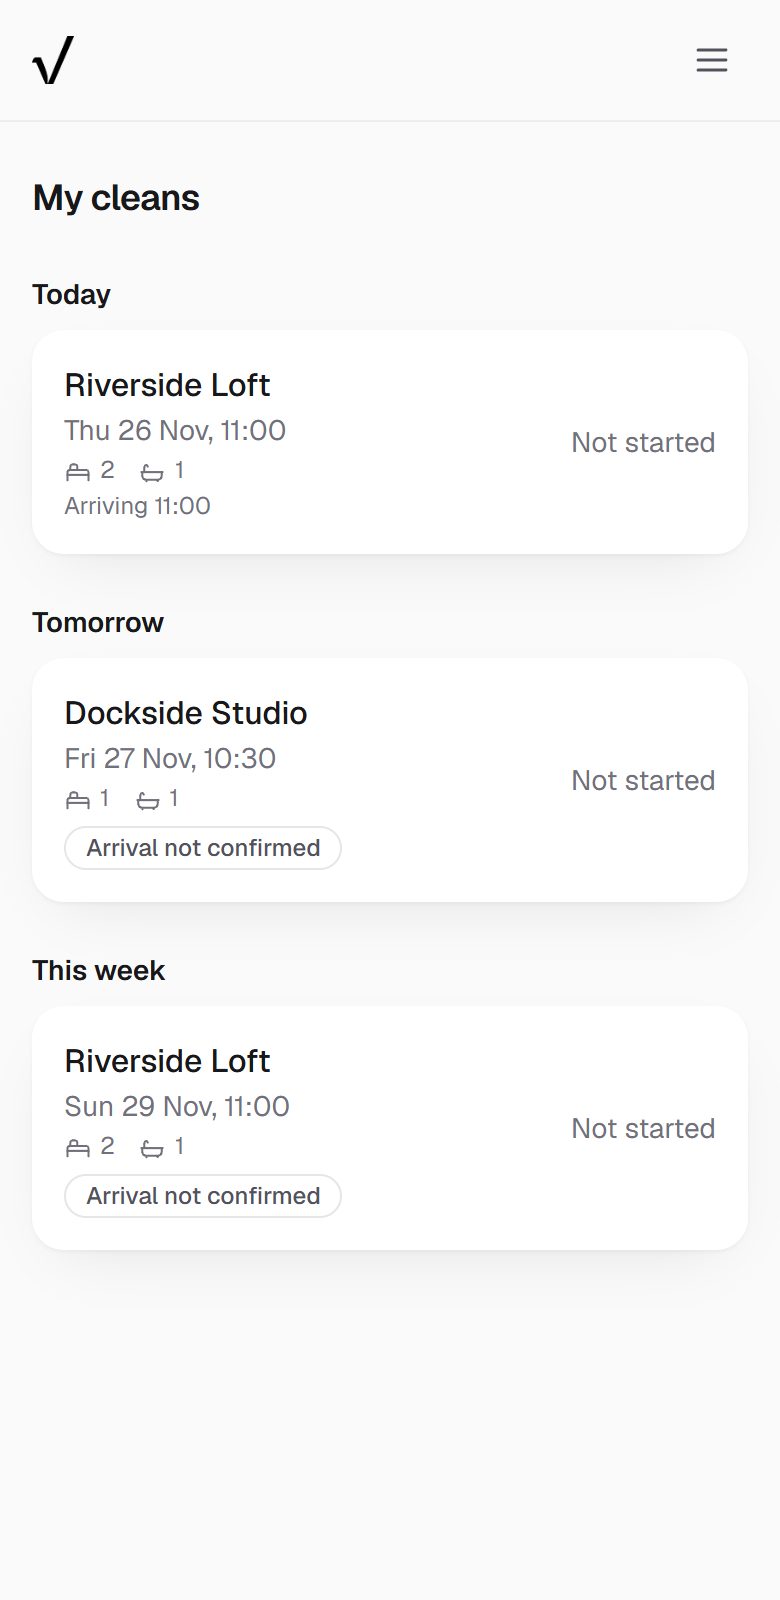 My cleans
Today
Riverside Loft
Thu 26 Nov, 11:00
Not started
2 1
Arriving 11:00
Tomorrow
Dockside Studio
Fri 27 Nov, 10:30
Not started
1 1
Arrival not confirmed
This week
Riverside Loft
Sun 29 Nov, 11:00
Not started
2 1
Arrival not confirmed